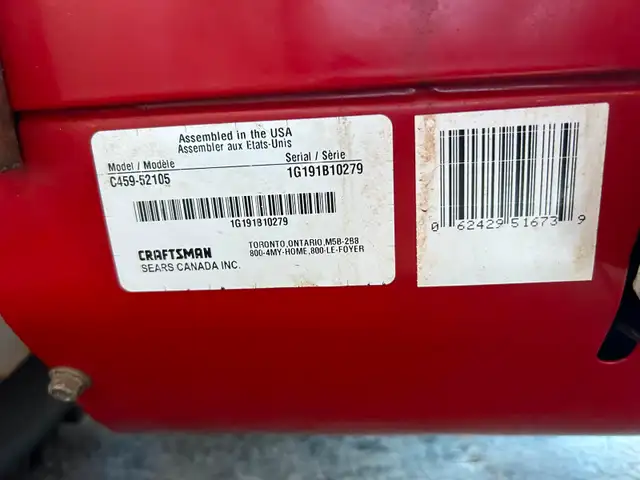 Assembled in the USA
Assembler aux Etats-Unis
Model / Modèle Serial / Série
C459-52105 1G191B10279
1G191B10279
CRAFTSMAN
SEARS CANADA INC.
TORONTO,ONTARIO,M5B-2B8
800-4MY-HOME,800-LE-FOYER
0 62429 51673 9